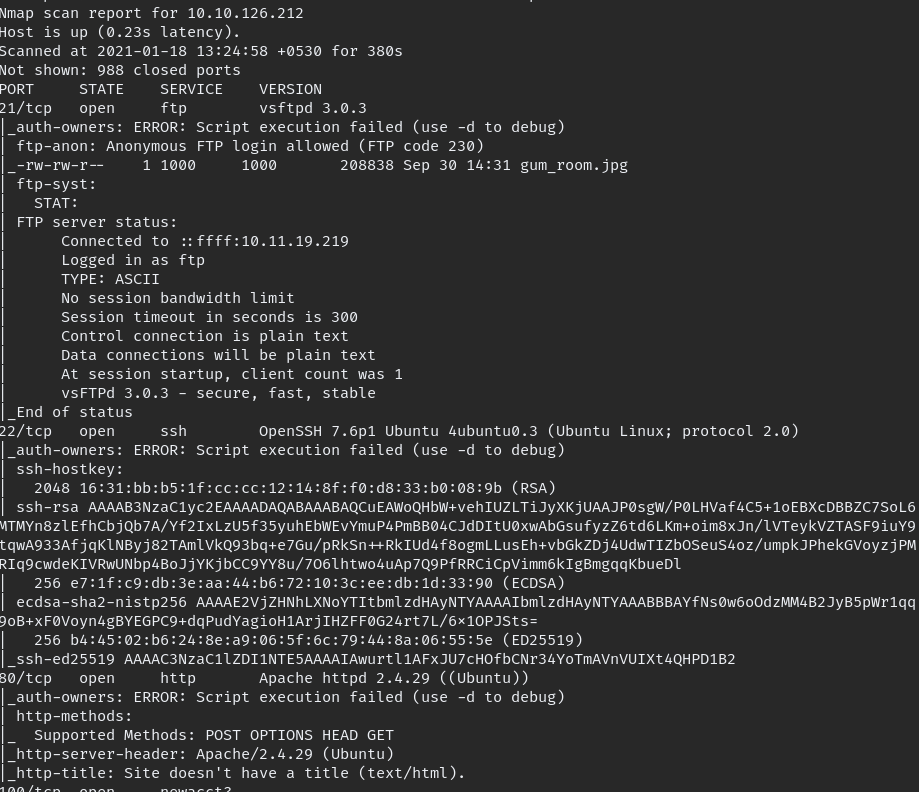 Nmap scan report for 10.10.126.212
Host is up (0.23s latency).
Scanned at 2021-01-18 13:24:58 +0530 for 380s
Not shown: 988 closed ports
PORT     STATE    SERVICE    VERSION
21/tcp   open     ftp        vsftpd 3.0.3
|_auth-owners: ERROR: Script execution failed (use -d to debug)
| ftp-anon: Anonymous FTP login allowed (FTP code 230)
|_-rw-rw-r--    1 1000     1000       208838 Sep 30 14:31 gum_room.jpg
| ftp-syst:
|   STAT:
| FTP server status:
|      Connected to ::ffff:10.11.19.219
|      Logged in as ftp
|      TYPE: ASCII
|      No session bandwidth limit
|      Session timeout in seconds is 300
|      Control connection is plain text
|      Data connections will be plain text
|      At session startup, client count was 1
|      vsFTPd 3.0.3 - secure, fast, stable
|_End of status
22/tcp   open     ssh        OpenSSH 7.6p1 Ubuntu 4ubuntu0.3 (Ubuntu Linux; protocol 2.0)
|_auth-owners: ERROR: Script execution failed (use -d to debug)
| ssh-hostkey:
|   2048 16:31:bb:b5:1f:cc:cc:12:14:8f:f0:d8:33:b0:08:9b (RSA)
| ssh-rsa AAAAB3NzaC1yc2EAAAADAQABAAABAQCuEAWoQHbW+vehIUZLTiJyXKjUAAJP0sgW/P0LHVaf4C5+1oEBXcDBBZC7SoL6
MTMYn8zlEfhCbjQb7A/Yf2IxLzU5f35yuhEbWEvYmuP4PmBB04CJdDItU0xwAbGsufyzZ6td6LKm+oim8xJn/lVTeykVZTASF9iuY9
tqwA933AfjqKlNByj82TAmlVkQ93bq+e7Gu/pRkSn++RkIUd4f8ogmLLusEh+vbGkZDj4UdwTIZbOSeuS4oz/umpkJPhekGVoyzjPM
RIq9cwdeKIVRwUNbp4BoJjYKjbCC9YY8u/7O6lhtwo4uAp7Q9PfRRCiCpVimm6kIgBmgqqKbueDl
|   256 e7:1f:c9:db:3e:aa:44:b6:72:10:3c:ee:db:1d:33:90 (ECDSA)
| ecdsa-sha2-nistp256 AAAAE2VjZHNhLXNoYTItbmlzdHAyNTYAAAAIbmlzdHAyNTYAAABBBAYfNs0w6oOdzMM4B2JyB5pWr1qq
9oB+xF0Voyn4gBYEGPC9+dqPudYagioH1ArjIHZFF0G24rt7L/6×1OPJSts=
|   256 b4:45:02:b6:24:8e:a9:06:5f:6c:79:44:8a:06:55:5e (ED25519)
|_ssh-ed25519 AAAAC3NzaC1lZDI1NTE5AAAAIAwurtl1AFxJU7cHOfbCNr34YoTmAVnVUIXt4QHPD1B2
80/tcp   open     http       Apache httpd 2.4.29 ((Ubuntu))
|_auth-owners: ERROR: Script execution failed (use -d to debug)
| http-methods:
|_  Supported Methods: POST OPTIONS HEAD GET
|_http-server-header: Apache/2.4.29 (Ubuntu)
|_http-title: Site doesn't have a title (text/html).
100/tcp  open     newacct?